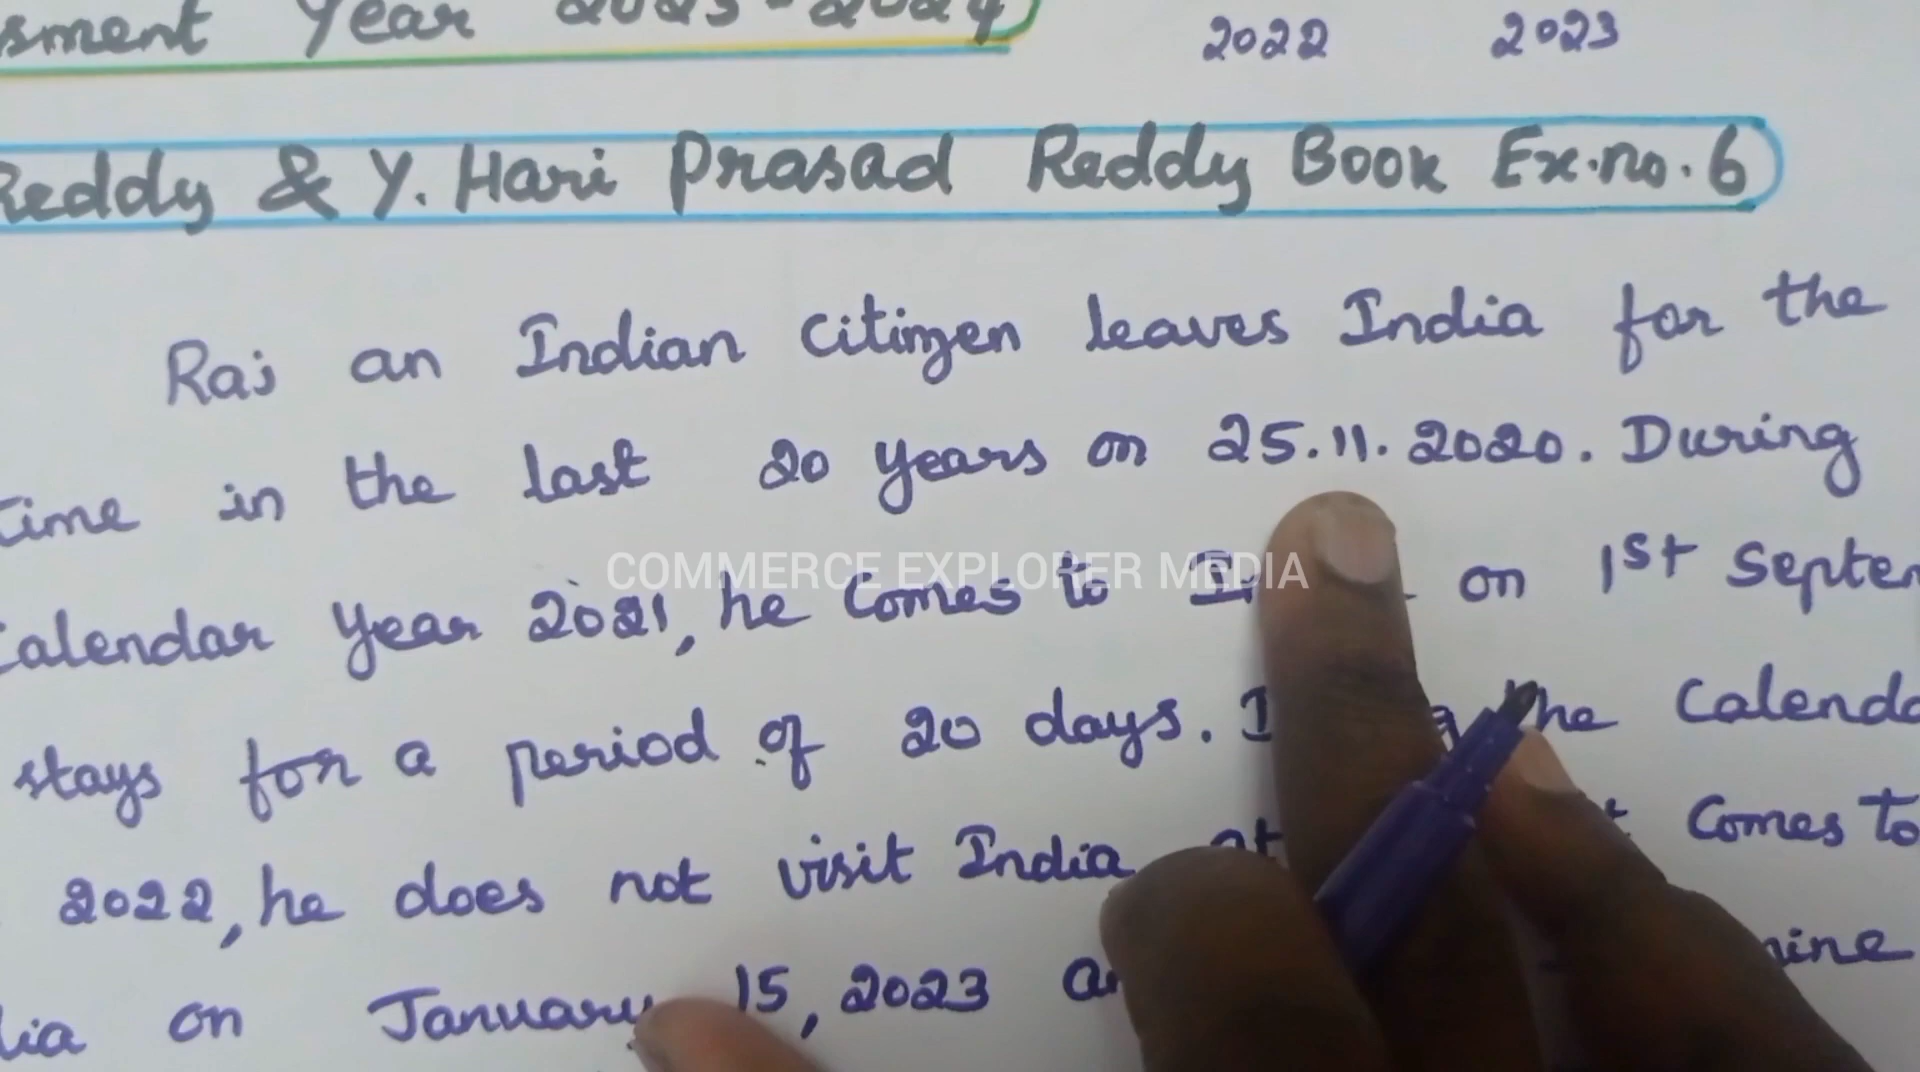 sment Year 2023-2024
2022 2023
Reddy & Y. Hari Prasad Reddy Book Ex.no. 6
Raj an Indian Citizen leaves India for the
time in the last 20 years on 25.11.2020. During
Calendar Year 2021, he Comes to on 1st Septem
COMMERCE EXPLORER MEDIA
stays for a period of 20 days. the Calenda
2022, he does not visit India at Comes to
dia on January 15, 2023